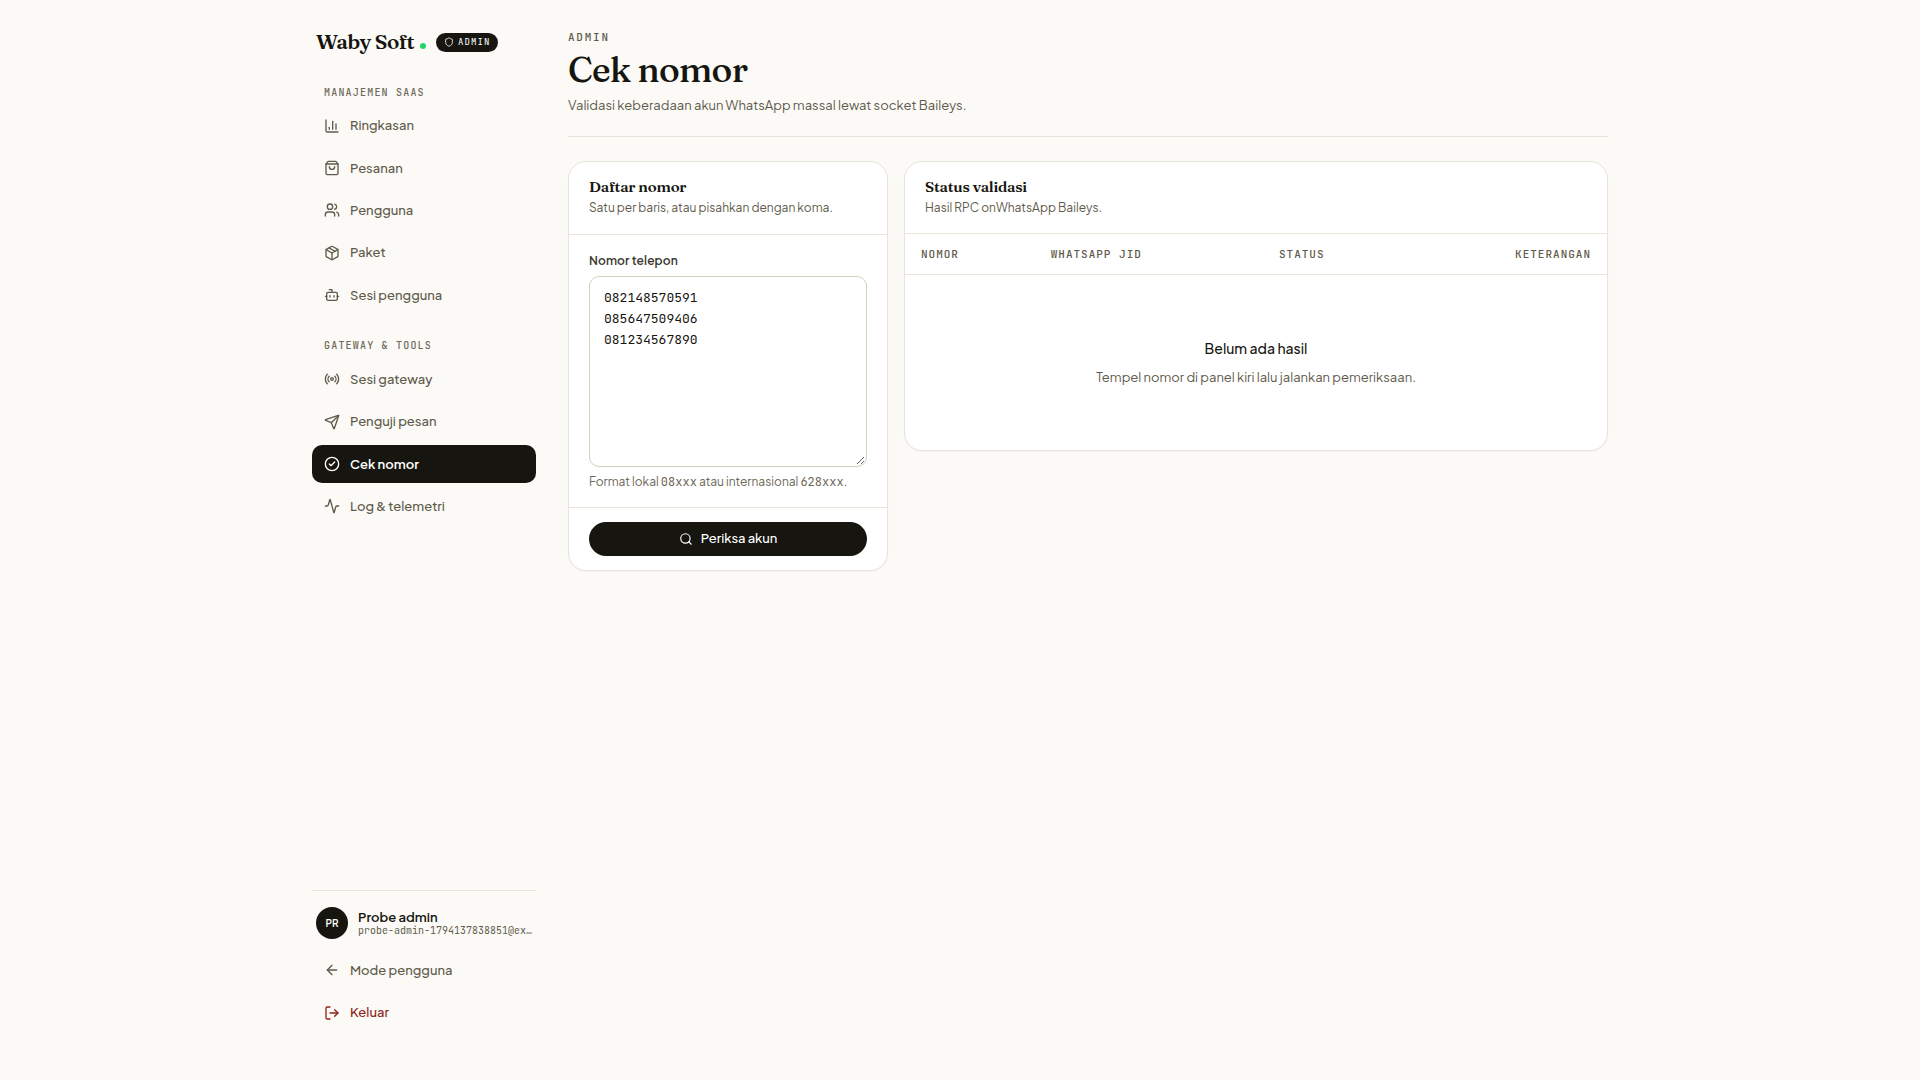 Waby Soft
ADMIN
MANAJEMEN SAAS
Ringkasan
Pesanan
Pengguna
Paket
Sesi pengguna
GATEWAY & TOOLS
Sesi gateway
Penguji pesan
Cek nomor
Log & telemetri
PR
Probe admin
probe-admin-1794137838851@ex…
Mode pengguna
Keluar
ADMIN
Cek nomor
Validasi keberadaan akun WhatsApp massal lewat socket Baileys.
Daftar nomor
Satu per baris, atau pisahkan dengan koma.
Nomor telepon
082148570591
085647509406
081234567890
Format lokal 08xxx atau internasional 628xxx.
Periksa akun
Status validasi
Hasil RPC onWhatsApp Baileys.
NOMOR WHATSAPP JID STATUS KETERANGAN
Belum ada hasil
Tempel nomor di panel kiri lalu jalankan pemeriksaan.